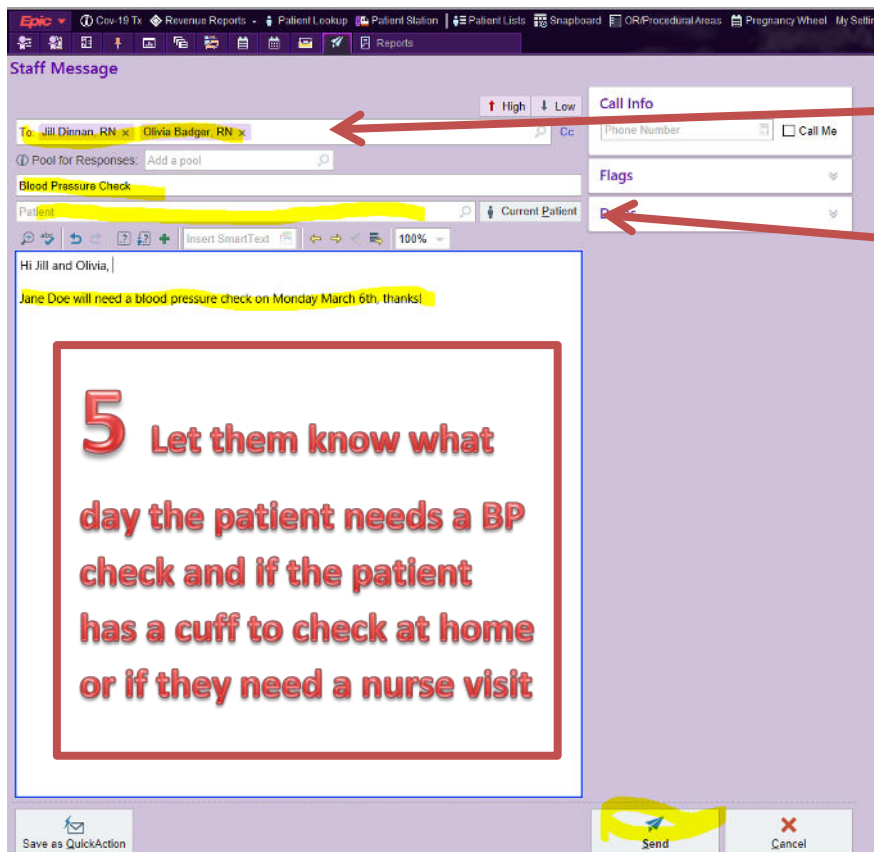 Epic Cov-19 Tx Revenue Reports Patient Lookup Patient Station Patient Lists Snapboard OR/Procedural Areas Pregnancy Wheel My Settin
Reports
Staff Message
High Low
Call Info
To: Jill Dinnan, RN x Olivia Badger, RN x Cc
Phone Number Call Me
Pool for Responses: Add a pool
Flags
Blood Pressure Check
Patient Current Patient
Insert SmartText 100%
Hi Jill and Olivia,
Jane Doe will need a blood pressure check on Monday March 6th, thanks!
5 Let them know what
day the patient needs a BP
check and if the patient
has a cuff to check at home
or if they need a nurse visit
Save as QuickAction
Send
Cancel